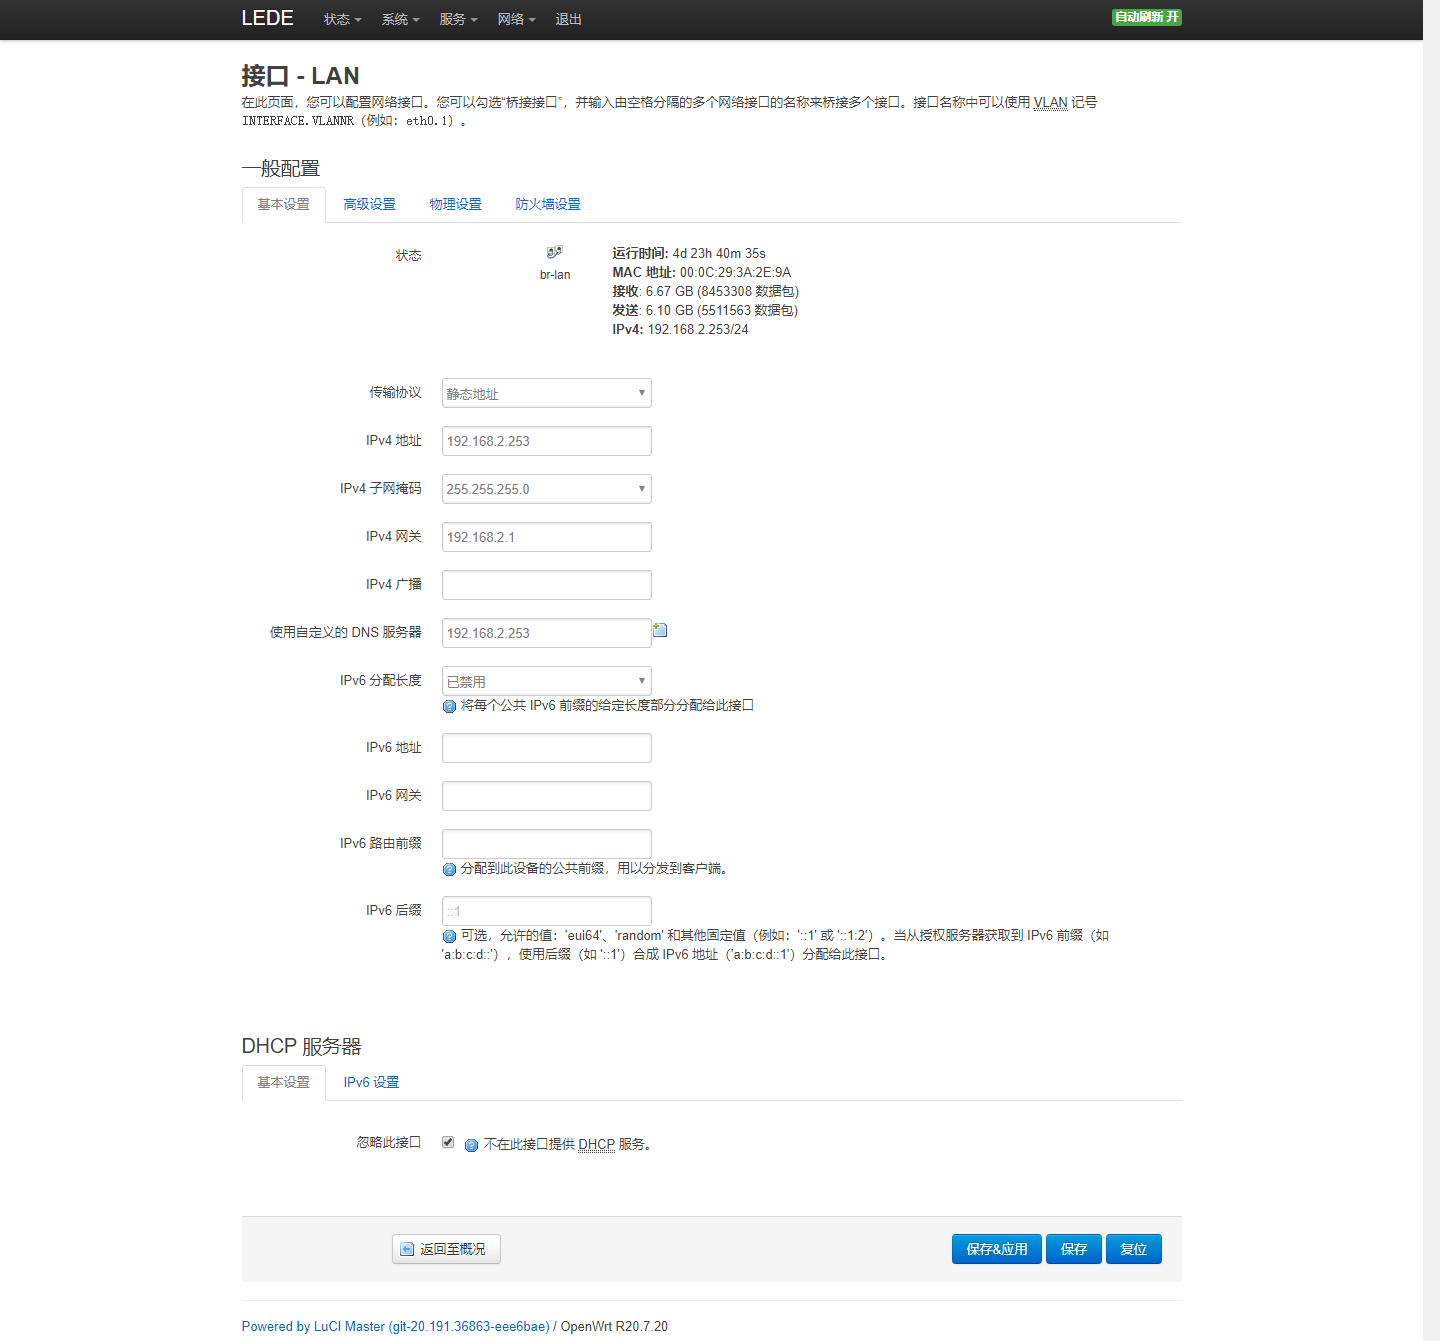 LEDE 状态 系统 服务 网络 退出 自动刷新 开
接口 - LAN
在此页面，您可以配置网络接口。您可以勾选“桥接接口”，并输入由空格分隔的多个网络接口的名称来桥接多个接口。接口名称中可以使用 VLAN 记号
INTERFACE.VLANNR（例如：eth0.1）。
一般配置
基本设置 高级设置 物理设置 防火墙设置
状态
br-lan
运行时间: 4d 23h 40m 35s
MAC 地址: 00:0C:29:3A:2E:9A
接收: 6.67 GB (8453308 数据包)
发送: 6.10 GB (5511563 数据包)
IPv4: 192.168.2.253/24
传输协议 静态地址
IPv4 地址 192.168.2.253
IPv4 子网掩码 255.255.255.0
IPv4 网关 192.168.2.1
IPv4 广播
使用自定义的 DNS 服务器 192.168.2.253
IPv6 分配长度 已禁用
将每个公共 IPv6 前缀的给定长度部分分配给此接口
IPv6 地址
IPv6 网关
IPv6 路由前缀
分配到此设备的公共前缀，用以分发到客户端。
IPv6 后缀 ::1
可选，允许的值：'eui64'、'random' 和其他固定值（例如：'::1' 或 '::1:2'）。当从授权服务器获取到 IPv6 前缀（如
'a:b:c:d::'），使用后缀（如 '::1'）合成 IPv6 地址（'a:b:c:d::1'）分配给此接口。
DHCP 服务器
基本设置 IPv6 设置
忽略此接口 不在此接口提供 DHCP 服务。
返回至概况 保存&应用 保存 复位
Powered by LuCI Master (git-20.191.36863-eee6bae) / OpenWrt R20.7.20